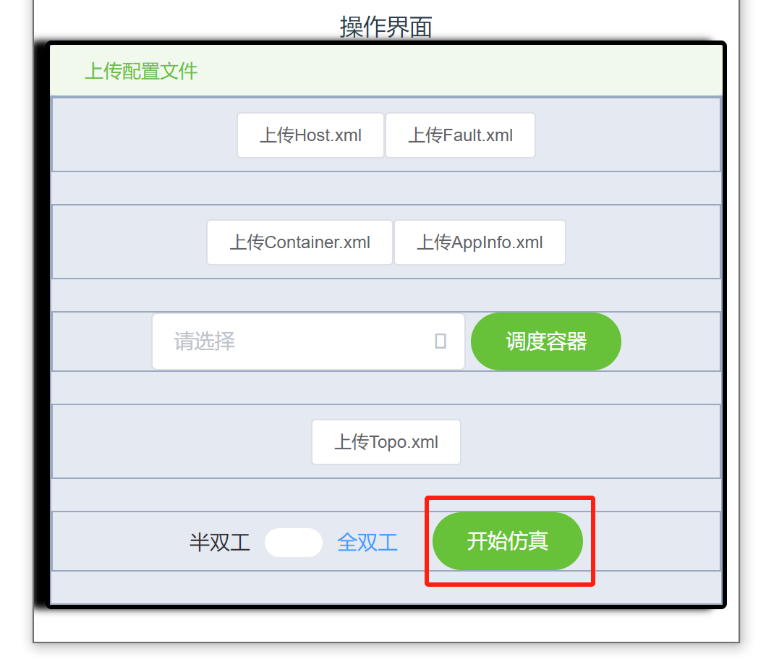 操作界面
上传配置文件
上传Host.xml 上传Fault.xml
上传Container.xml 上传AppInfo.xml
请选择 调度容器
上传Topo.xml
半双工 全双工 开始仿真